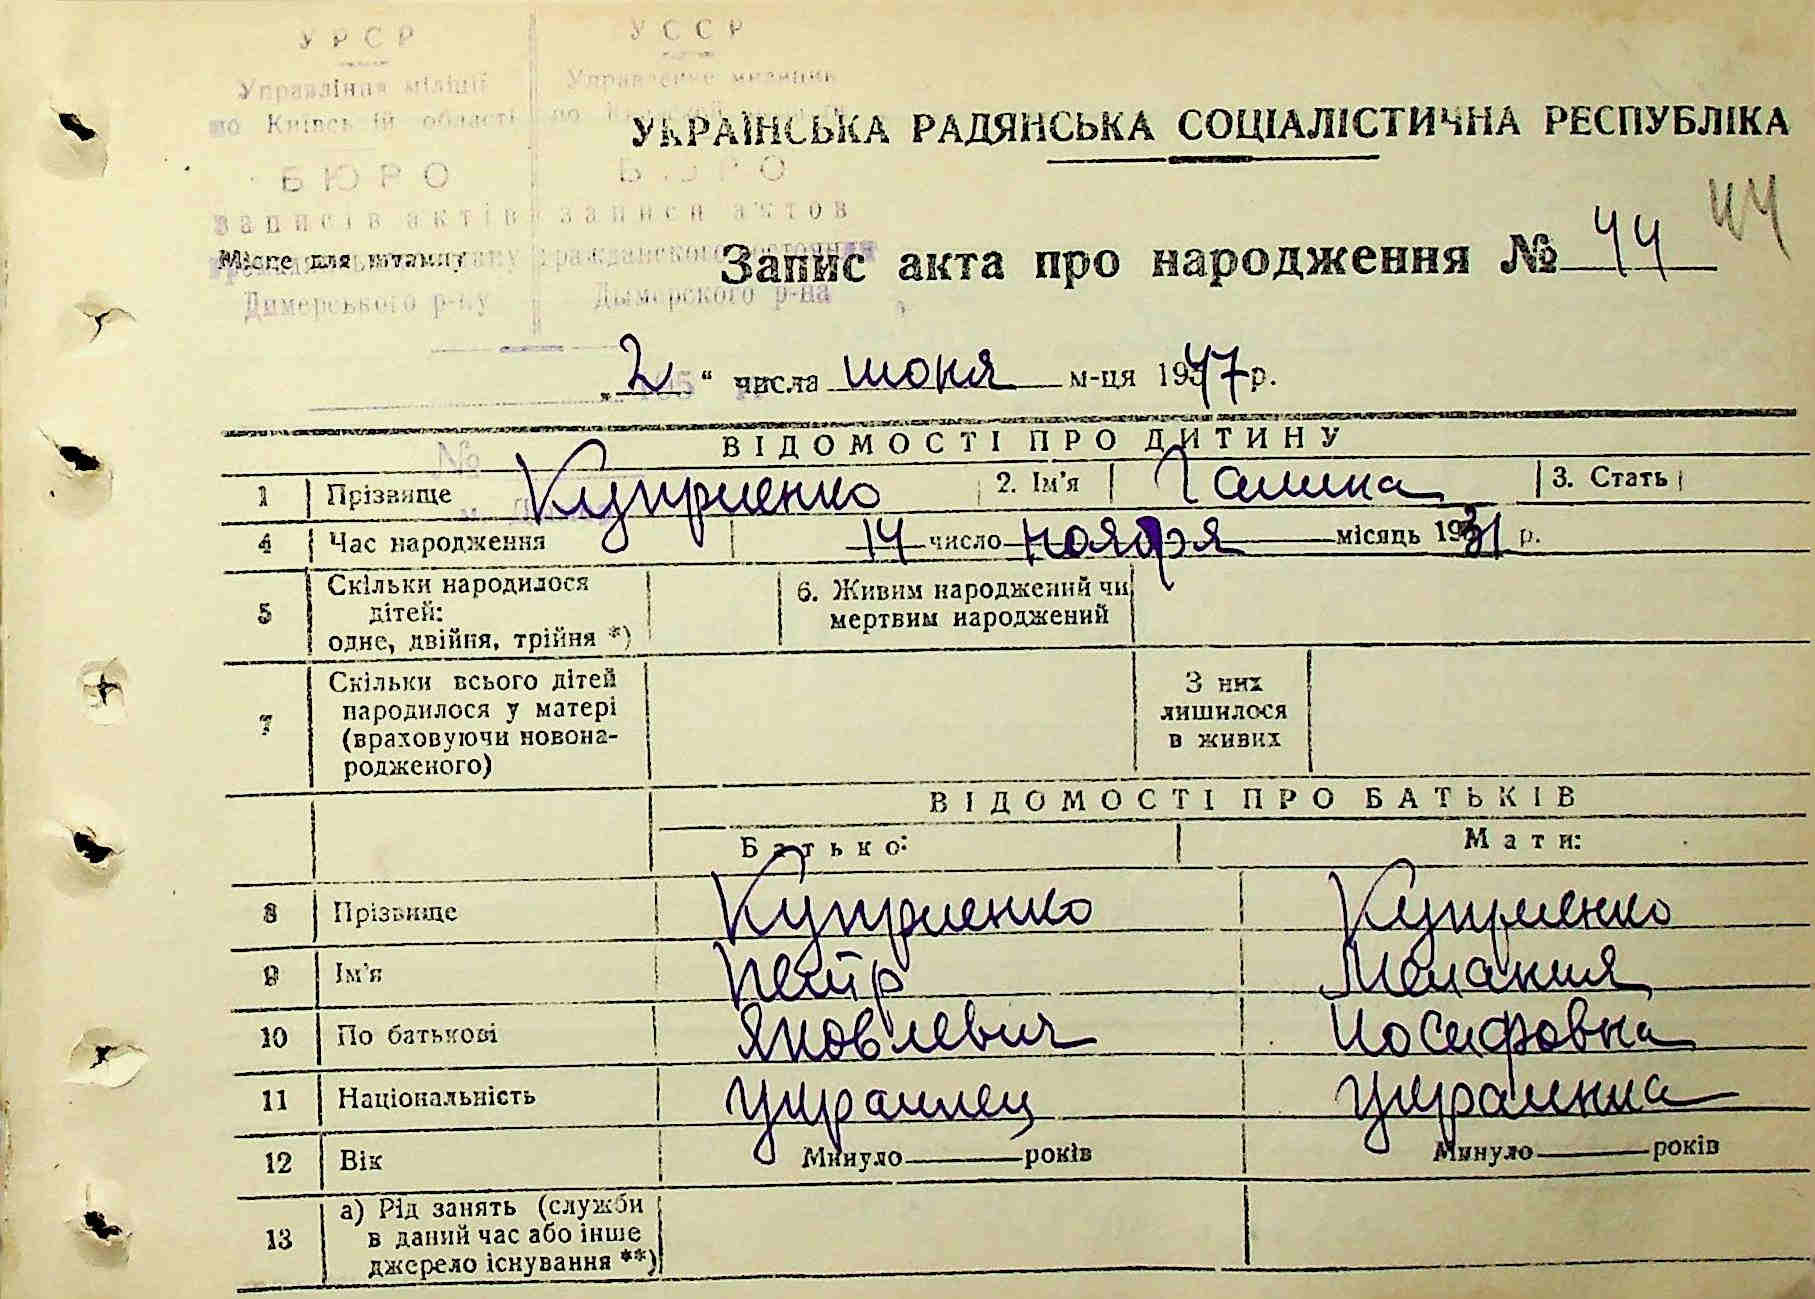 УРСР
Управління міліції
по Київській області
БЮРО
записів актів
Димерського р-ну
УССР
Управление милиции
БЮРО
записи актов
гражданского состояния
Дымерского р-на
Місце для штампу
УКРАЇНСЬКА РАДЯНСЬКА СОЦІАЛІСТИЧНА РЕСПУБЛІКА
44
Запис акта про народження № 44
„2“ числа июня м-ця 1947 р.
№
ВІДОМОСТІ ПРО ДИТИНУ
1 Прізвище Куприенко 2. Ім'я Галина 3. Стать
4 Час народження 14 число ноября місяць 1931 р.
5 Скільки народилося
дітей:
одне, двійня, трійня *)
6. Живим народжений чи
мертвим народжений
7 Скільки всього дітей
народилося у матері
(враховуючи новона-
родженого)
З них
лишилося
в живих
ВІДОМОСТІ ПРО БАТЬКІВ
Батько: Мати:
8 Прізвище Куприенко Куприенко
9 Ім'я Петр Мелания
10 По батькові Яковлевич Иосифовна
11 Національність украинец украинка
12 Вік Минуло років Минуло років
13 а) Рід занять (служби
в даний час або інше
джерело існування **)